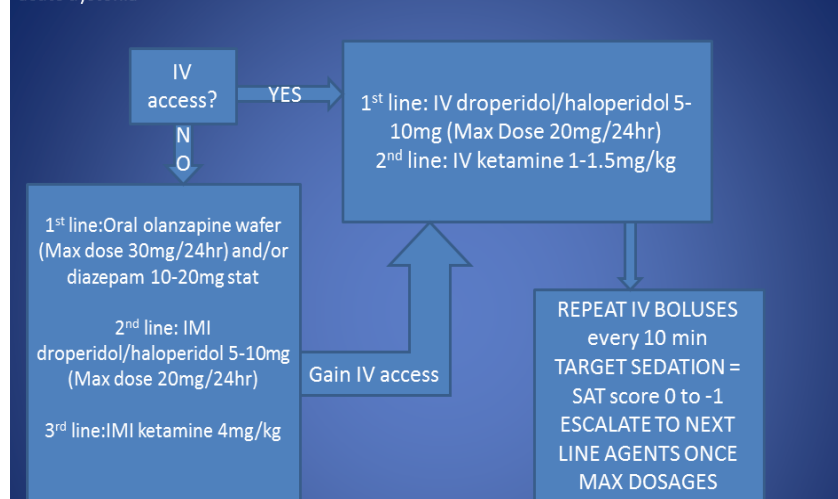 IV
access?
YES
N
O
1st line: IV droperidol/haloperidol 5-
10mg (Max Dose 20mg/24hr)
2nd line: IV ketamine 1-1.5mg/kg
1st line:Oral olanzapine wafer
(Max dose 30mg/24hr) and/or
diazepam 10-20mg stat
2nd line: IMI
droperidol/haloperidol 5-10mg
(Max dose 20mg/24hr)
3rd line:IMI ketamine 4mg/kg
Gain IV access
REPEAT IV BOLUSES
every 10 min
TARGET SEDATION =
SAT score 0 to -1
ESCALATE TO NEXT
LINE AGENTS ONCE
MAX DOSAGES